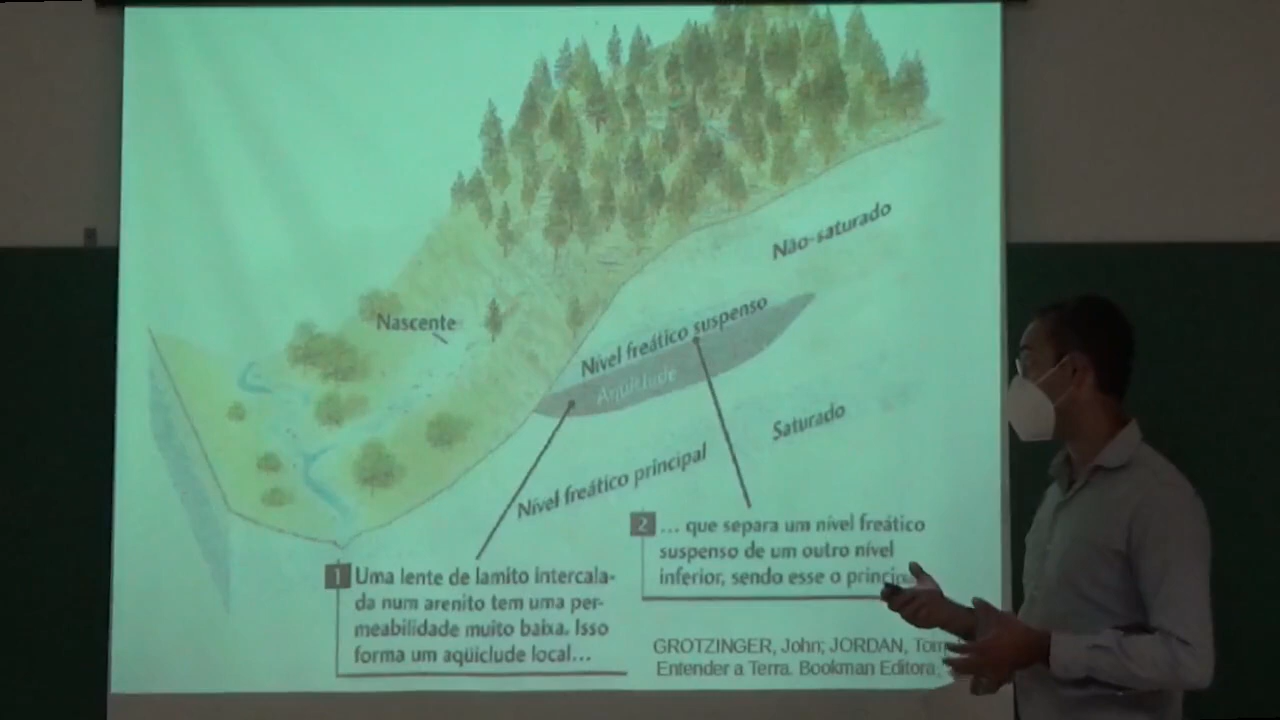 Não-saturado
Nascente
Nível freático suspenso
Aqüiclude
Saturado
Nível freático principal
2 ... que separa um nível freático
suspenso de um outro nível
inferior, sendo esse o
1 Uma lente de lamito intercala-
da num arenito tem uma per-
meabilidade muito baixa. Isso
forma um aqüiclude local...
GROTZINGER, John; JORDAN,
Entender a Terra. Bookman Editora,